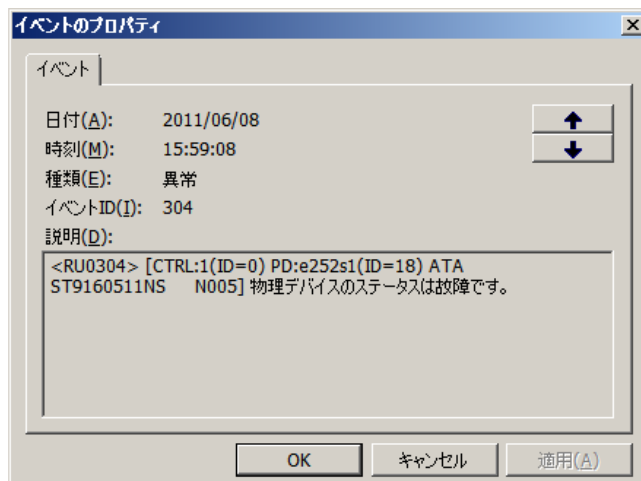 イベントのプロパティ
イベント
日付(A): 2011/06/08
時刻(M): 15:59:08
種類(E): 異常
イベントID(I): 304
説明(D):
<RU0304> [CTRL:1(ID=0) PD:e252s1(ID=18) ATA
ST9160511NS N005] 物理デバイスのステータスは故障です。
OK キャンセル 適用(A)